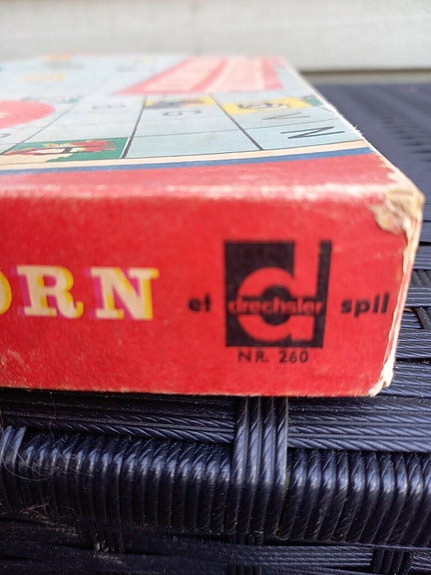 ORN
et drechsler spil
NR. 260